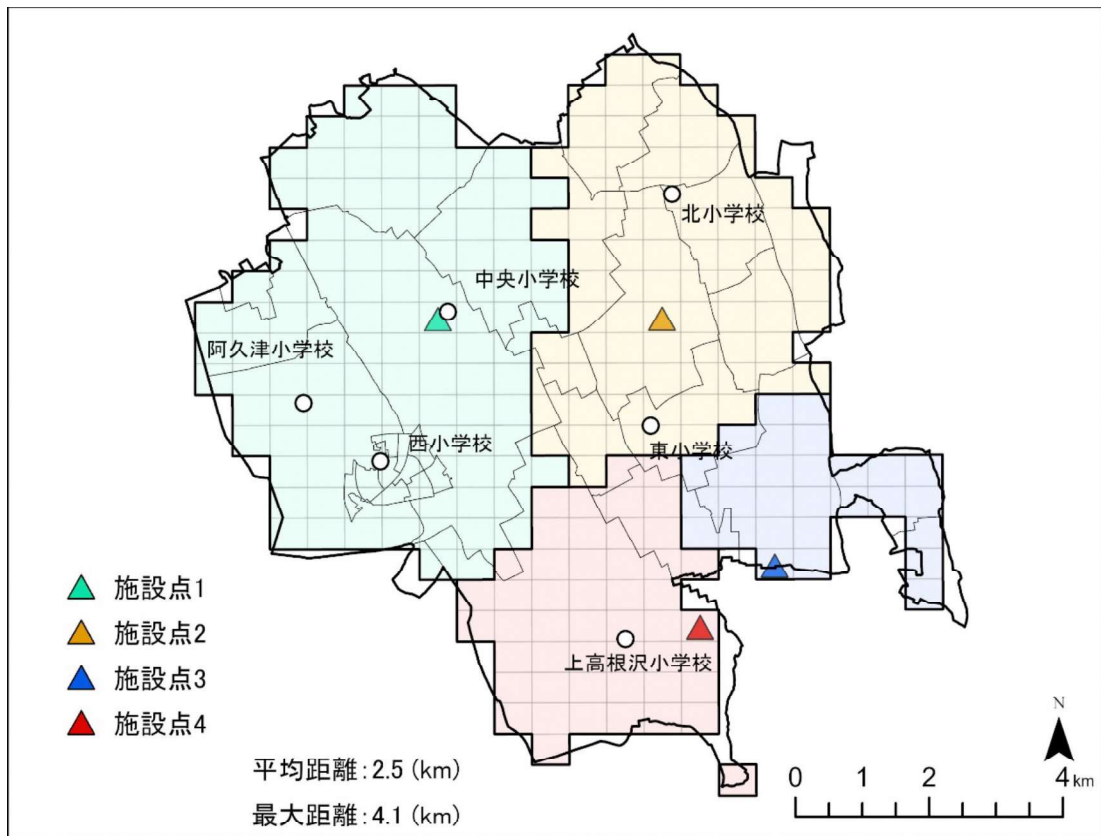 北小学校
中央小学校
阿久津小学校
西小学校
東小学校
上高根沢小学校
施設点1
施設点2
施設点3
施設点4
平均距離:2.5 (km)
最大距離:4.1 (km)
N
0 1 2 4 km